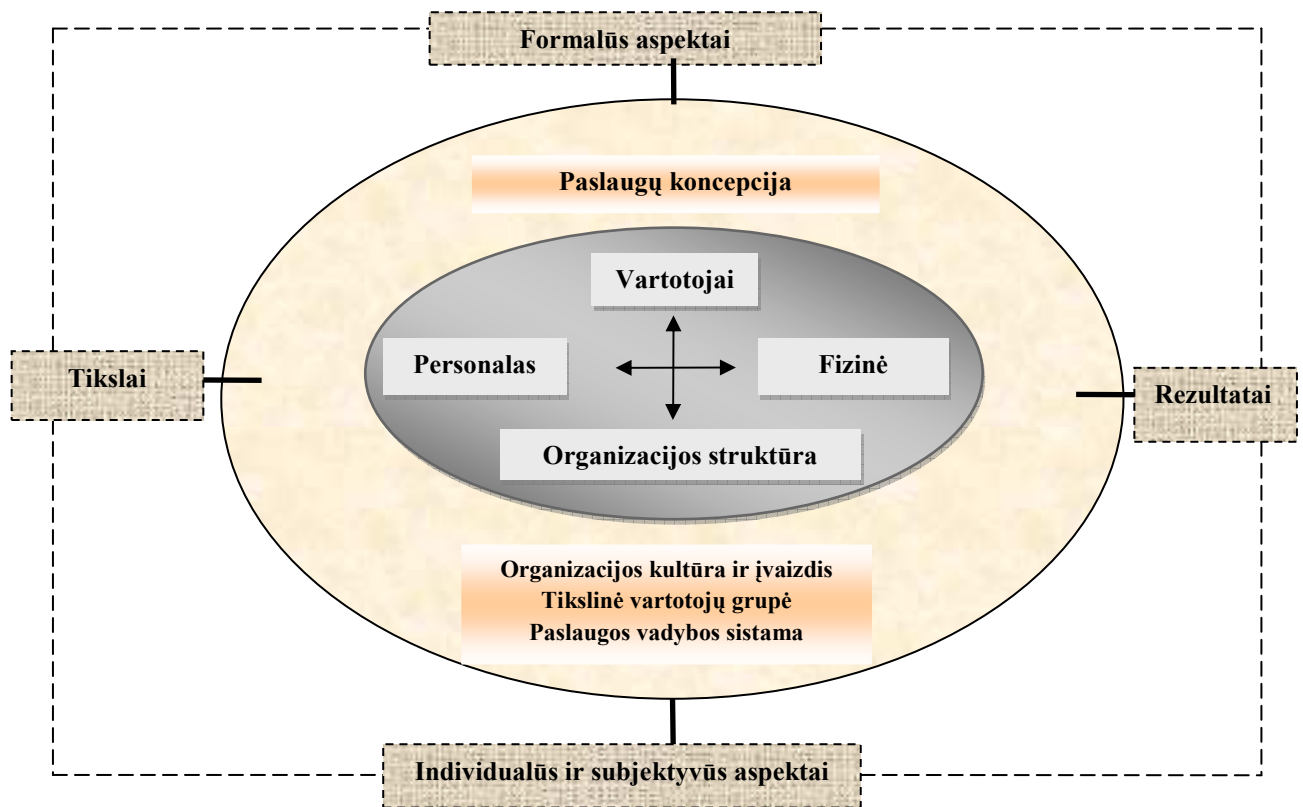 Formalūs aspektai
Paslaugų koncepcija
Vartotojai
Personalas
Fizinė
Tikslai
Rezultatai
Organizacijos struktūra
Organizacijos kultūra ir įvaizdis
Tikslinė vartotojų grupė
Paslaugos vadybos sistama
Individualūs ir subjektyvūs aspektai